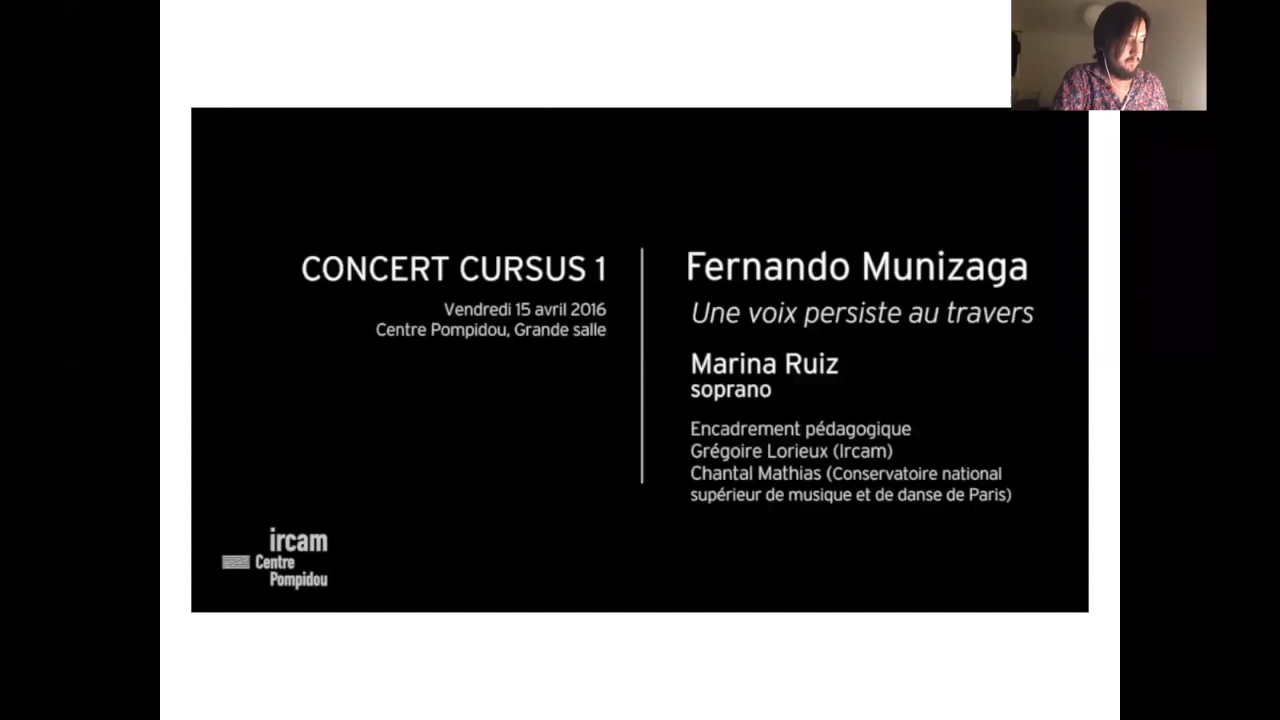 CONCERT CURSUS 1
Vendredi 15 avril 2016
Centre Pompidou, Grande salle
Fernando Munizaga
Une voix persiste au travers
Marina Ruiz
soprano
Encadrement pédagogique
Grégoire Lorieux (Ircam)
Chantal Mathias (Conservatoire national
supérieur de musique et de danse de Paris)
ircam
Centre
Pompidou